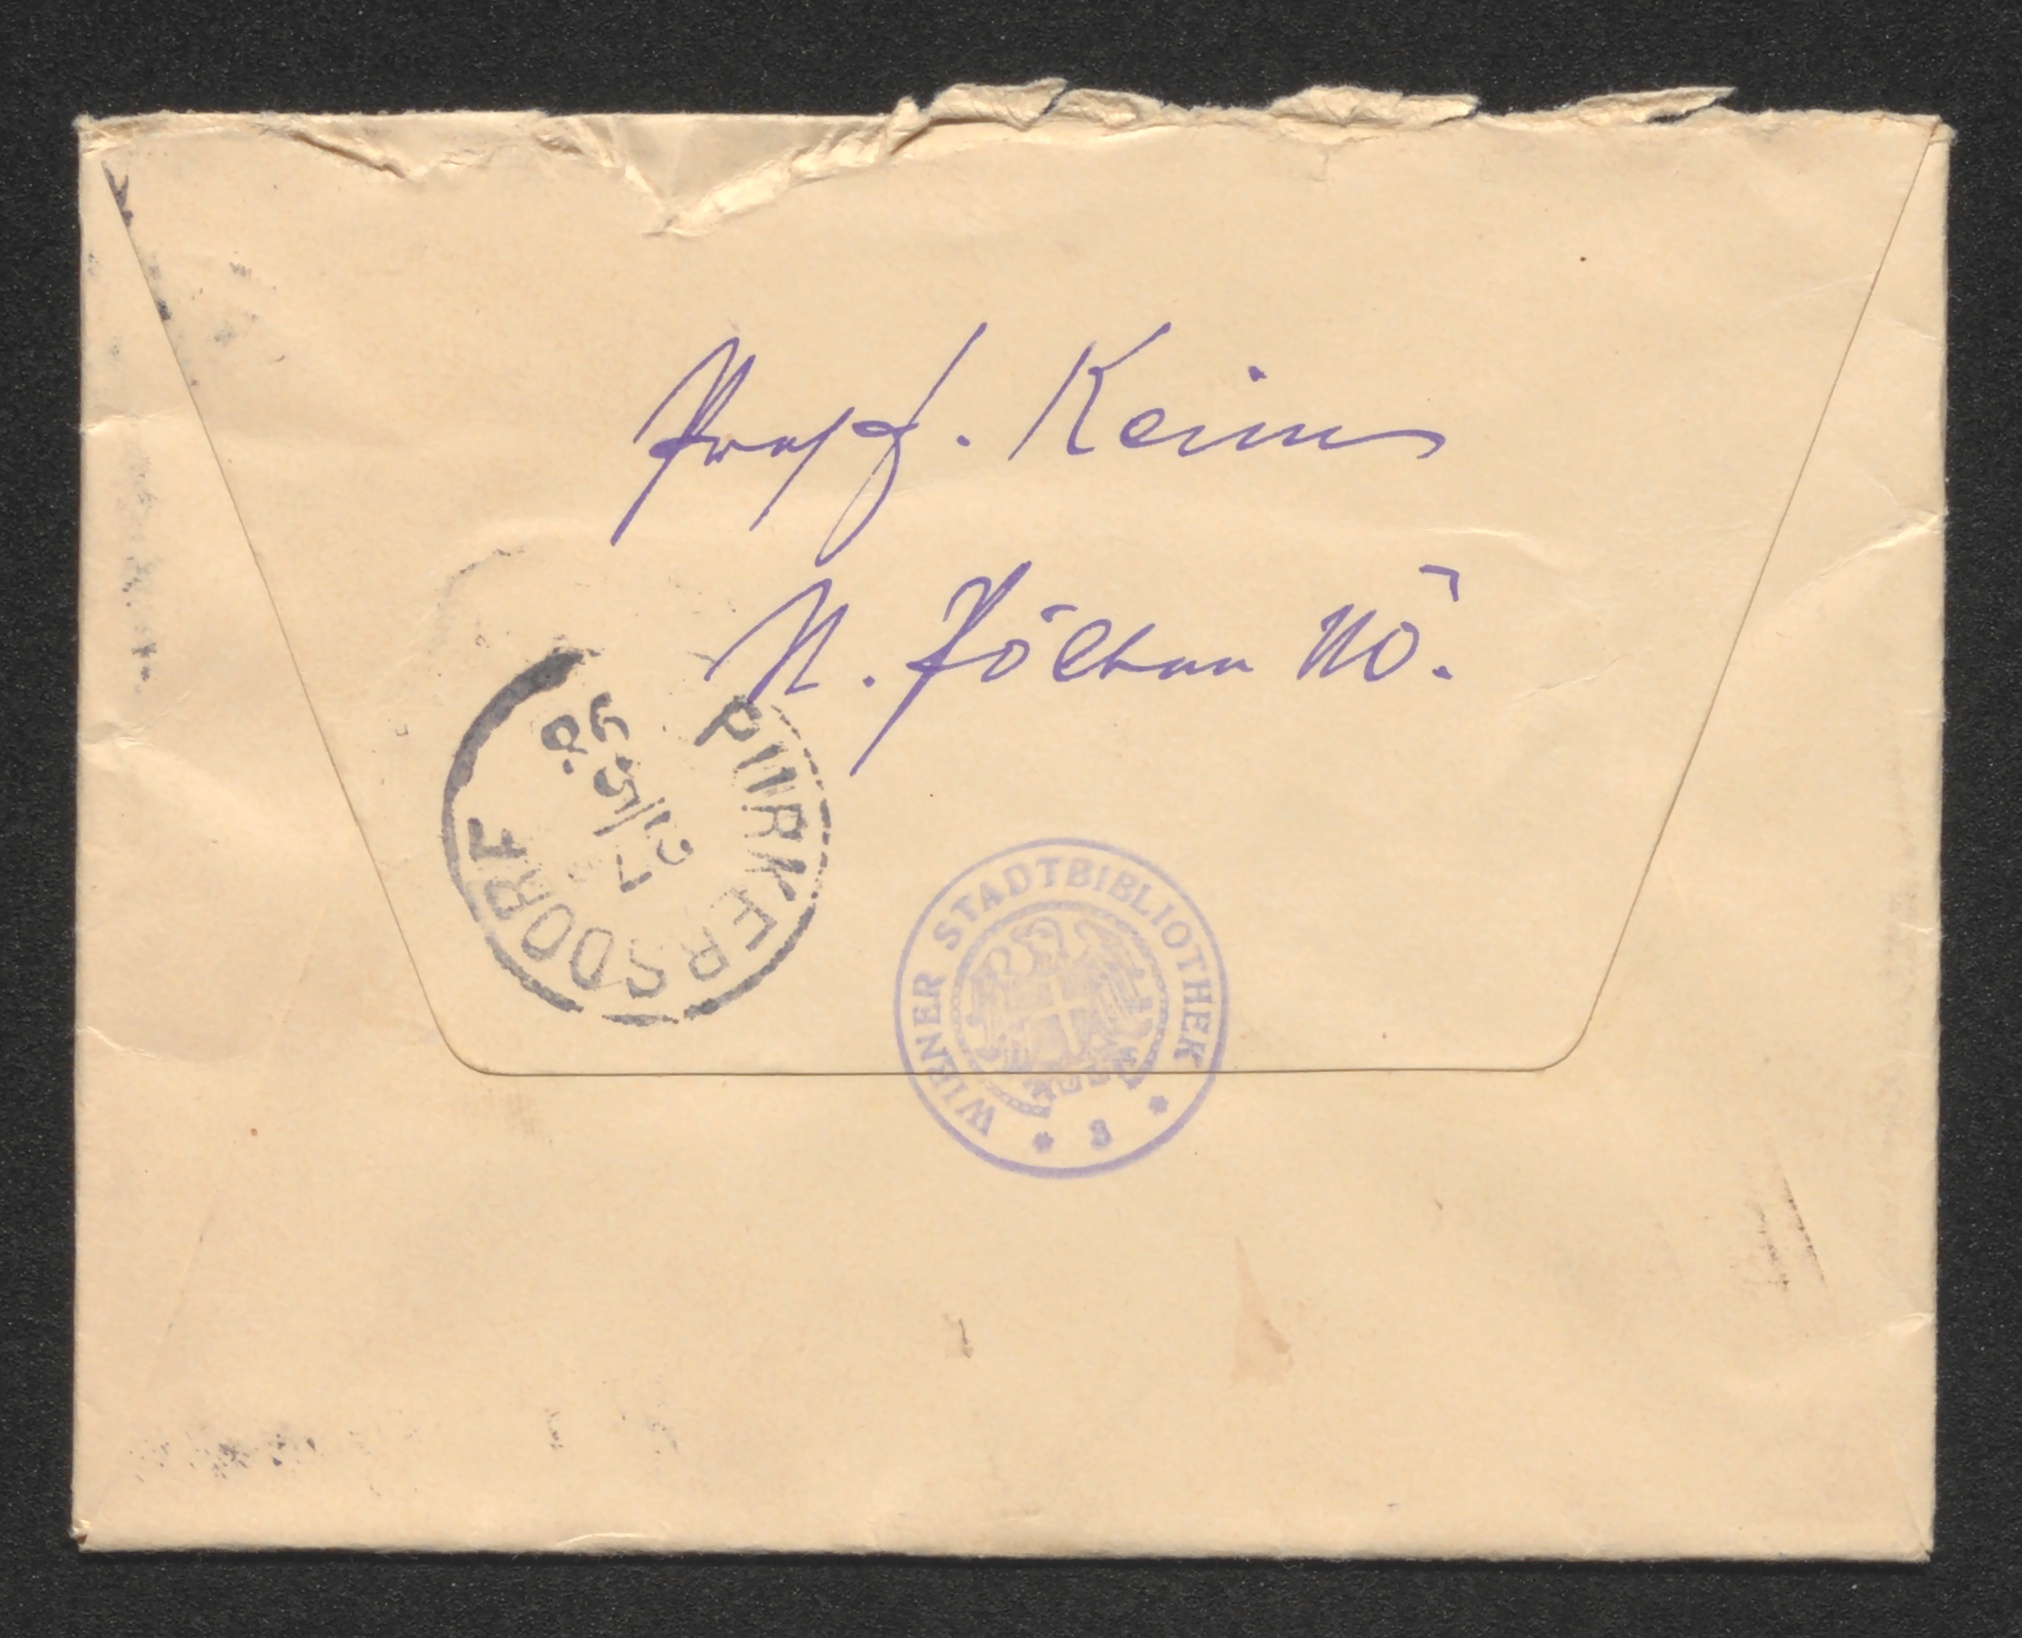 Prof. Keim
St. Pölten NÖ.
PURKERSDORF
WIENER STADTBIBLIOTHEK
* 3 *